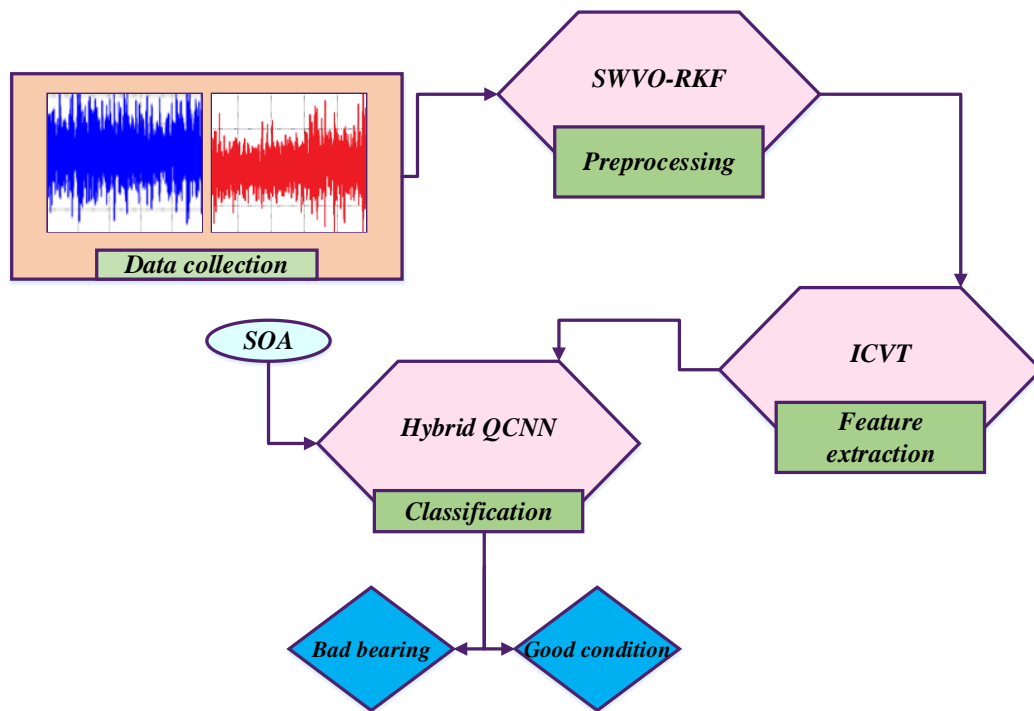 SWVO-RKF
Preprocessing
Data collection
SOA
ICVT
Feature
extraction
Hybrid QCNN
Classification
Bad bearing
Good condition